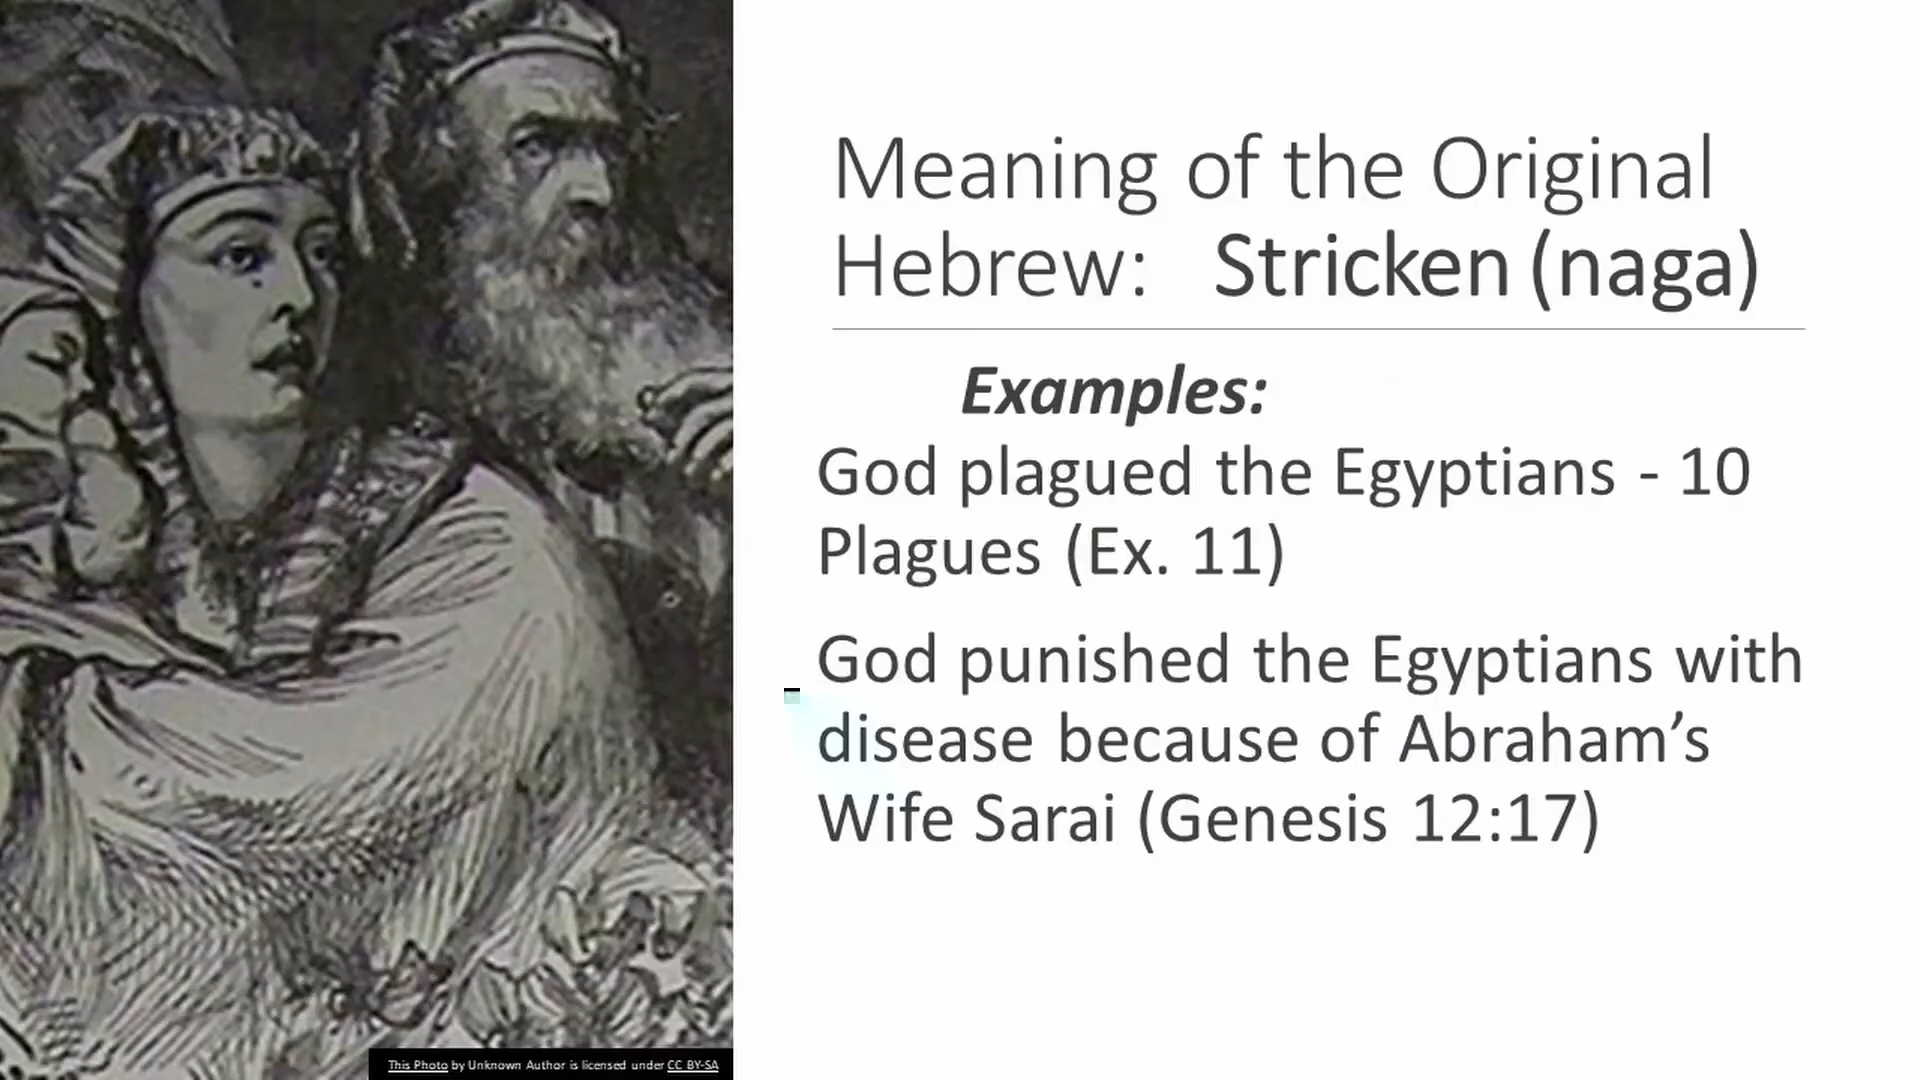 Meaning of the Original
Hebrew: Stricken (naga)
Examples:
God plagued the Egyptians - 10
Plagues (Ex. 11)
God punished the Egyptians with
disease because of Abraham’s
Wife Sarai (Genesis 12:17)
This Photo by Unknown Author is licensed under CC BY-SA